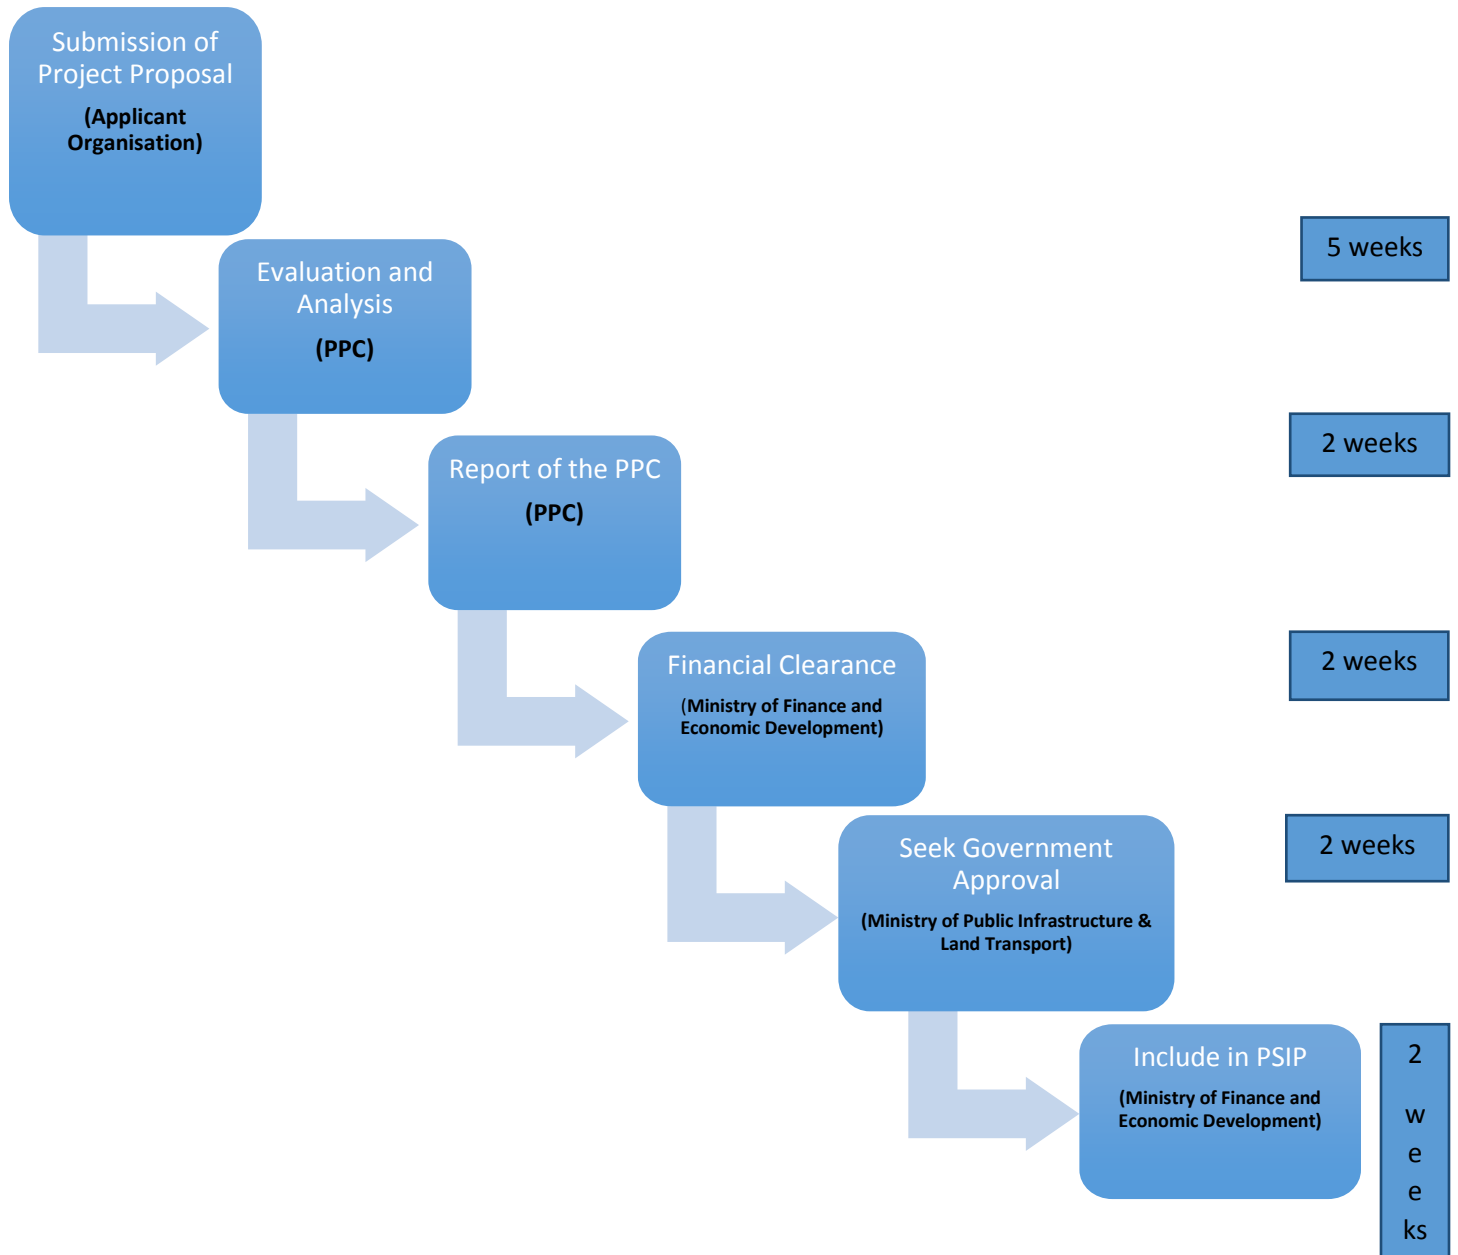 Submission of
Project Proposal
(Applicant
Organisation)
5 weeks
Evaluation and
Analysis
(PPC)
2 weeks
Report of the PPC
(PPC)
2 weeks
Financial Clearance
(Ministry of Finance and
Economic Development)
2 weeks
Seek Government
Approval
(Ministry of Public Infrastructure &
Land Transport)
Include in PSIP
(Ministry of Finance and
Economic Development)
2
w
e
e
ks